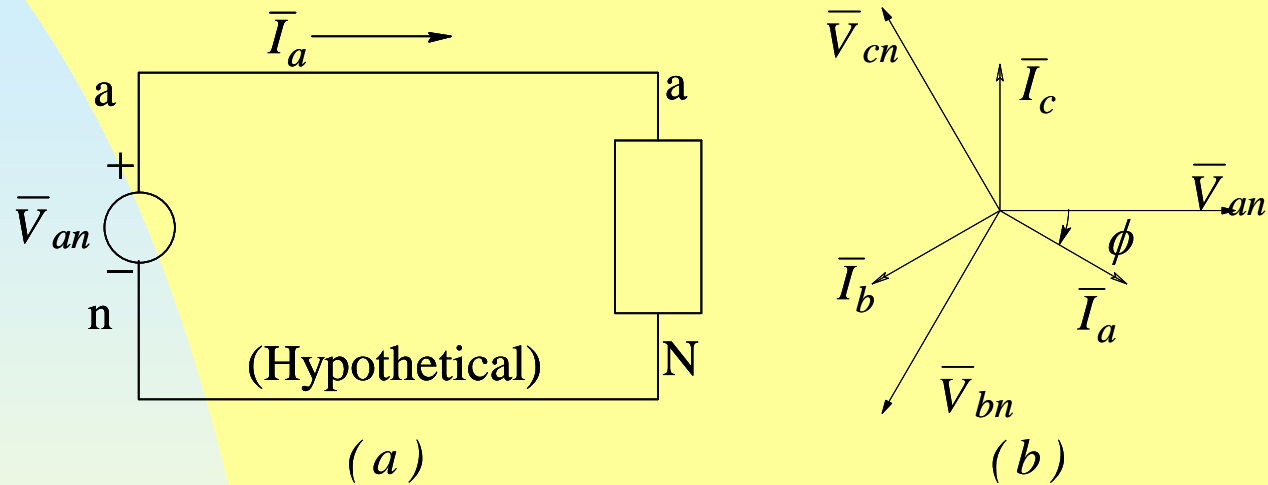 I̅a
a
a
+
V̅an
−
n
(Hypothetical)
N
(a)
V̅cn
I̅c
V̅an
ϕ
I̅b
I̅a
V̅bn
(b)